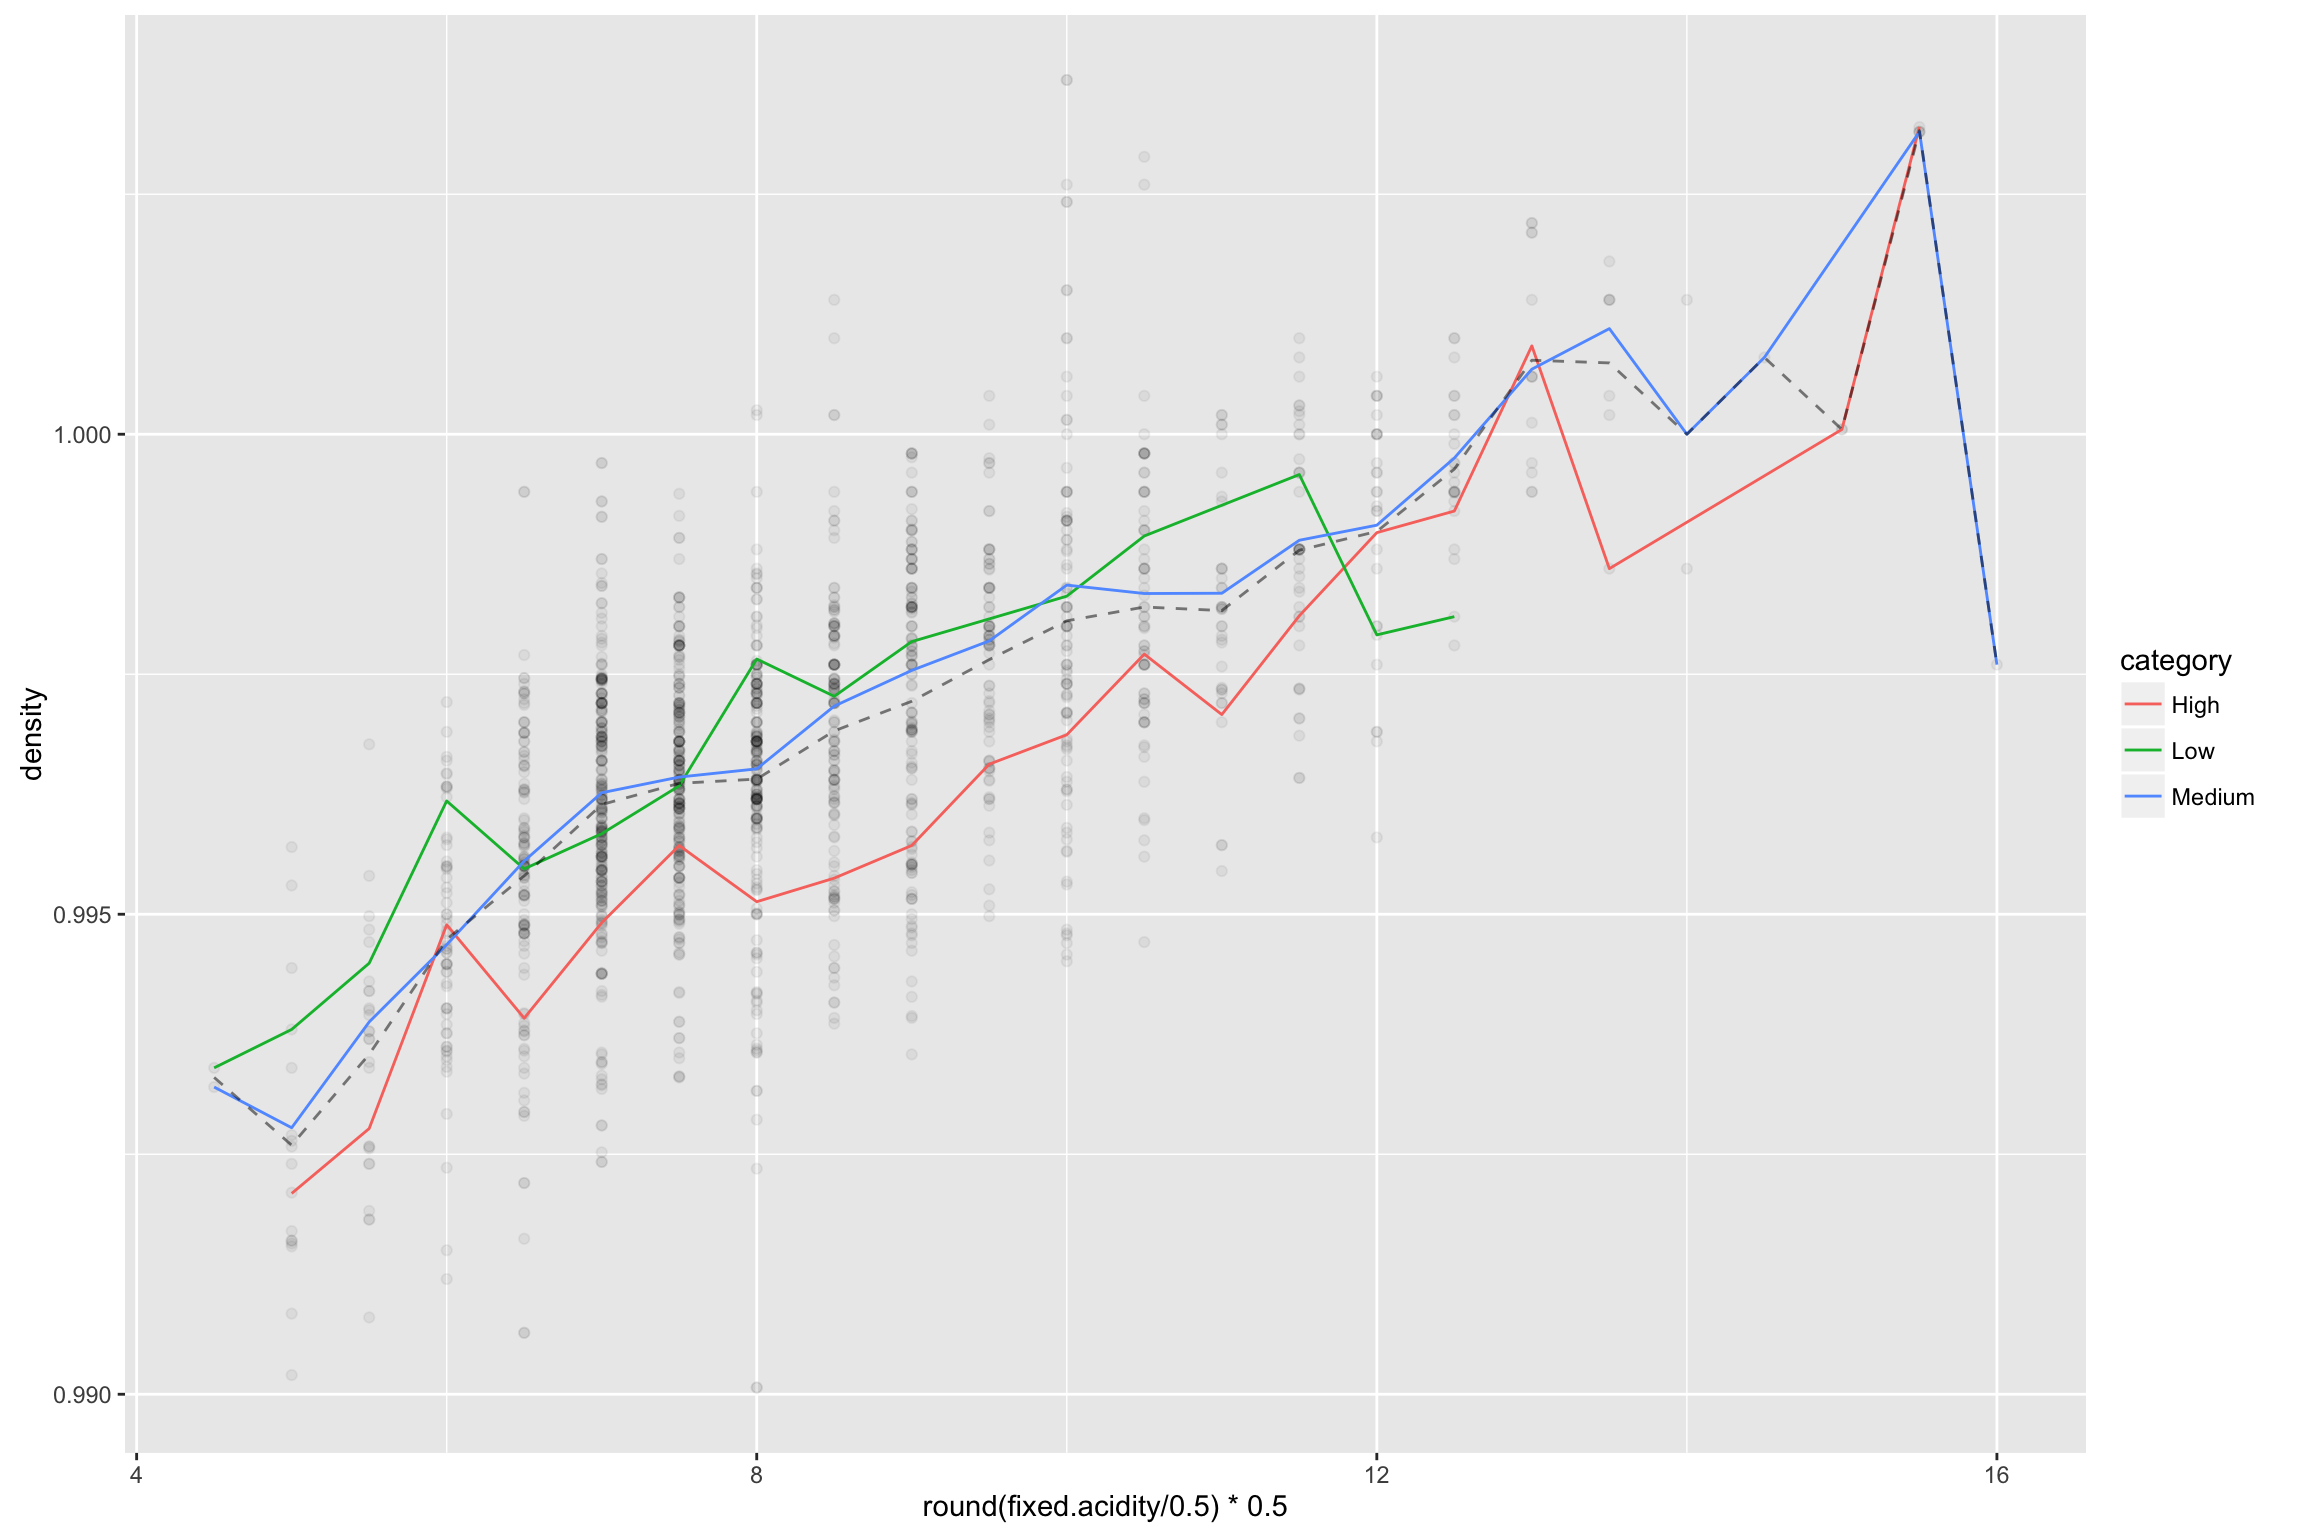 1.000
0.995
0.990
density
4
8
12
16
round(fixed.acidity/0.5) * 0.5
category
High
Low
Medium